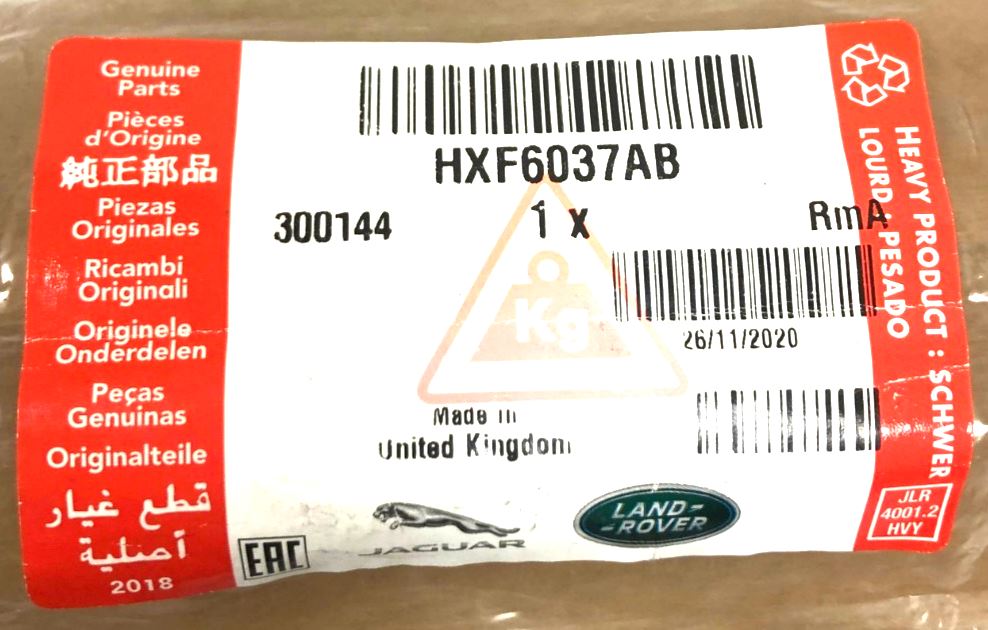 Genuine
Parts
Pièces
d'Origine
純正部品
Piezas
Originales
Ricambi
Originali
Originele
Onderdelen
Peças
Genuinas
Originalteile
قطع غيار
أصلية
2018
HXF6037AB
300144
1 x
RmA
Kg
26/11/2020
Made in
United Kingdom
EAC
JAGUAR
LAND-
-ROVER
HEAVY PRODUCT : SCHWER
LOURD : PESADO
JLR
4001.2
HVY